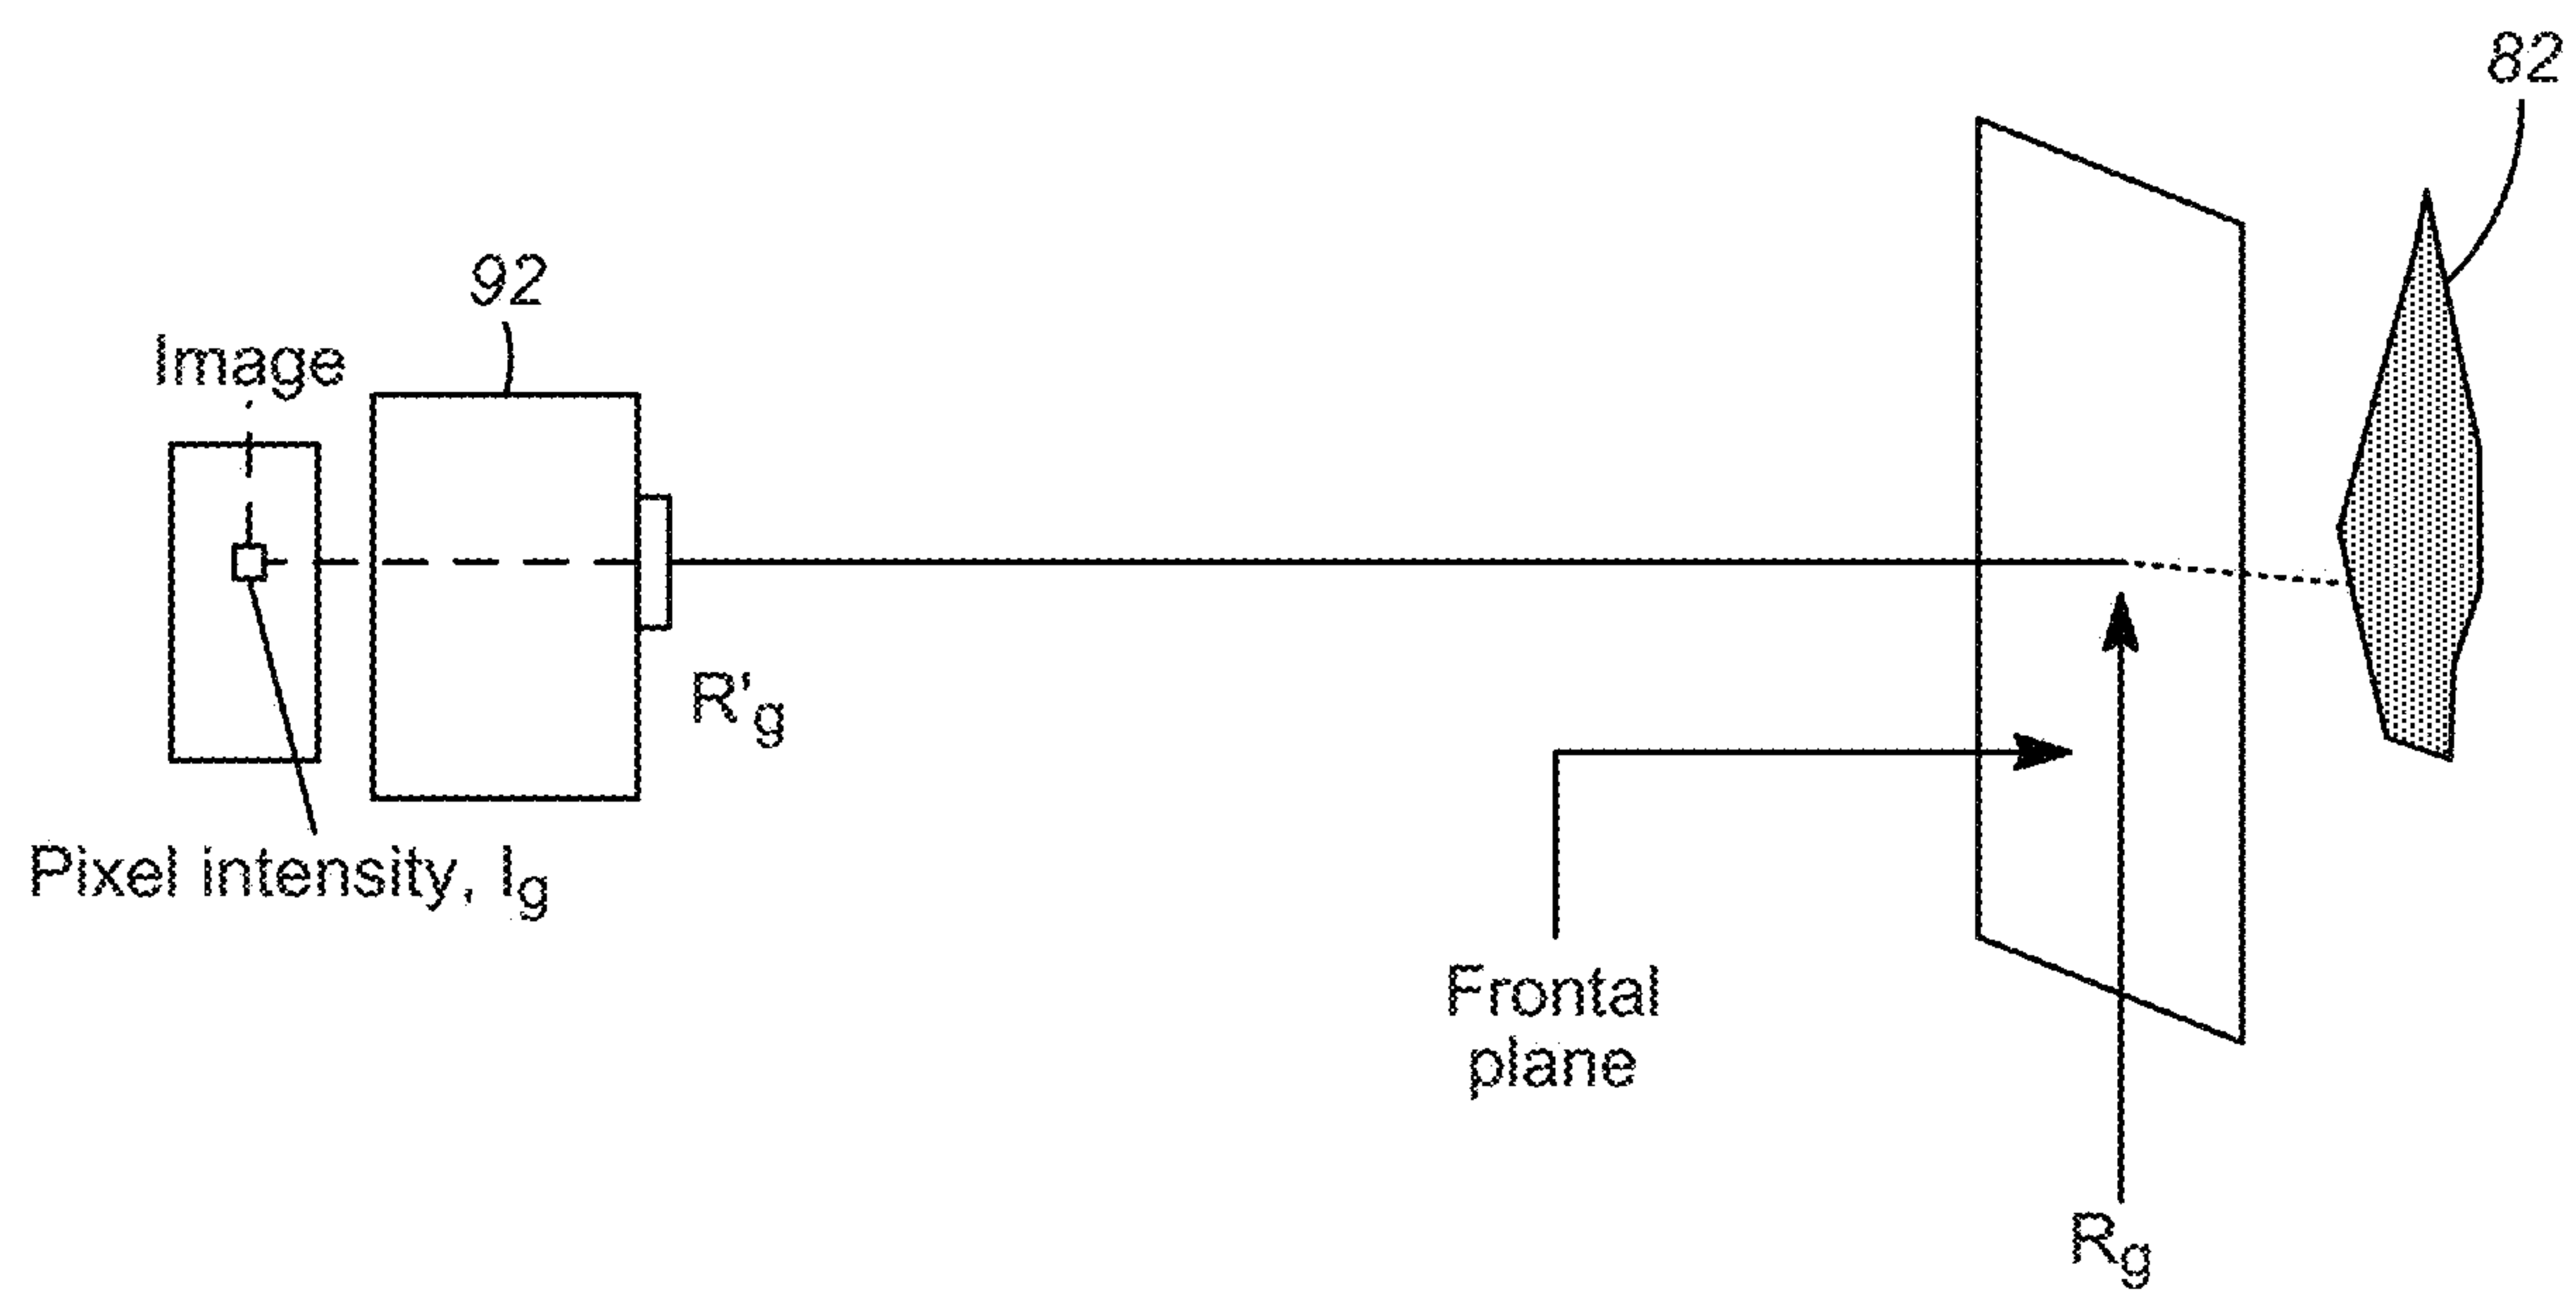 82
92
Image
R'g
Pixel intensity, Ig
Frontal
plane
Rg